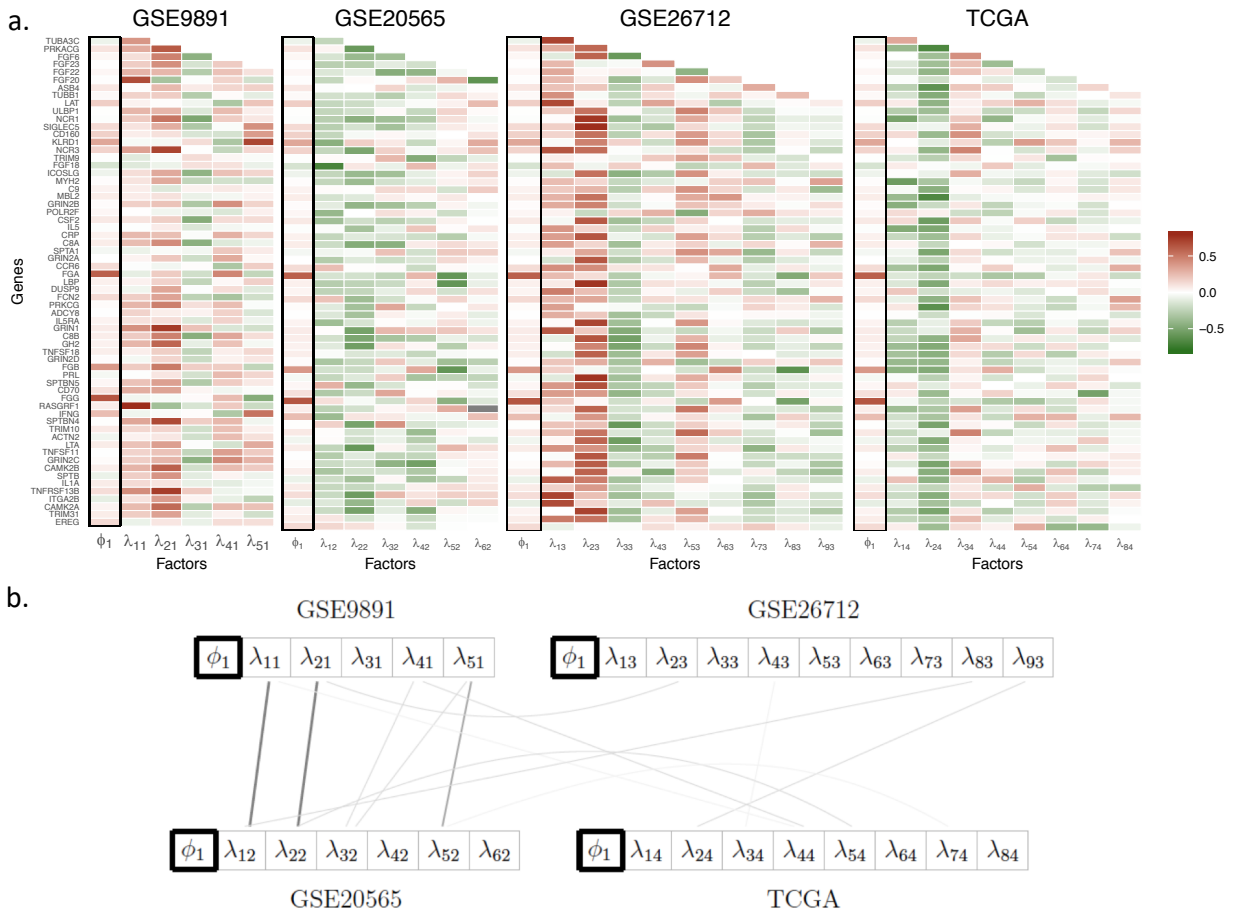 a.
GSE9891 GSE20565 GSE26712 TCGA
Genes
TUBA3C
PRKACG
FGF6
FGF23
FGF22
FGF20
ASB4
TUBB1
LAT
ULBP1
NCR1
SIGLEC5
CD160
KLRD1
NCR3
TRIM9
FGF18
ICOSLG
MYH2
C9
MBL2
GRIN2B
POLR2F
CSF2
IL5
CRP
C8A
SPTA1
GRIN2A
CCR6
FGA
LBP
DUSP9
FCN2
PRKCG
ADCY8
IL5RA
GRIN1
C8B
GH2
TNFSF18
GRIN2D
FGB
PRL
SPTBN5
CD70
FGG
RASGRF1
IFNG
SPTBN4
TRIM10
ACTN2
LTA
TNFSF11
GRIN2C
CAMK2B
SPTB
IL1A
TNFRSF13B
ITGA2B
CAMK2A
TRIM31
EREG
ϕ₁ λ₁₁ λ₂₁ λ₃₁ λ₄₁ λ₅₁ ϕ₁ λ₁₂ λ₂₂ λ₃₂ λ₄₂ λ₅₂ λ₆₂ ϕ₁ λ₁₃ λ₂₃ λ₃₃ λ₄₃ λ₅₃ λ₆₃ λ₇₃ λ₈₃ λ₉₃ ϕ₁ λ₁₄ λ₂₄ λ₃₄ λ₄₄ λ₅₄ λ₆₄ λ₇₄ λ₈₄
Factors Factors Factors Factors
0.5
0.0
−0.5
b.
GSE9891 GSE26712
ϕ₁ λ₁₁ λ₂₁ λ₃₁ λ₄₁ λ₅₁ ϕ₁ λ₁₃ λ₂₃ λ₃₃ λ₄₃ λ₅₃ λ₆₃ λ₇₃ λ₈₃ λ₉₃
ϕ₁ λ₁₂ λ₂₂ λ₃₂ λ₄₂ λ₅₂ λ₆₂ ϕ₁ λ₁₄ λ₂₄ λ₃₄ λ₄₄ λ₅₄ λ₆₄ λ₇₄ λ₈₄
GSE20565 TCGA